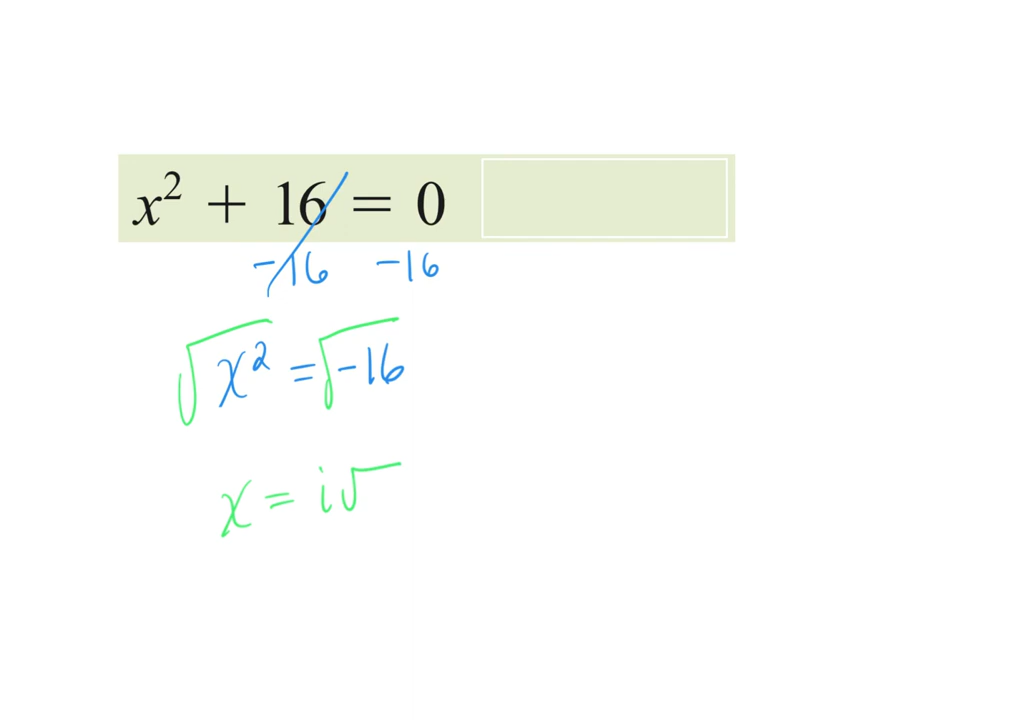 x² + 16 = 0
-16 -16
√x² = √-16
x = i√